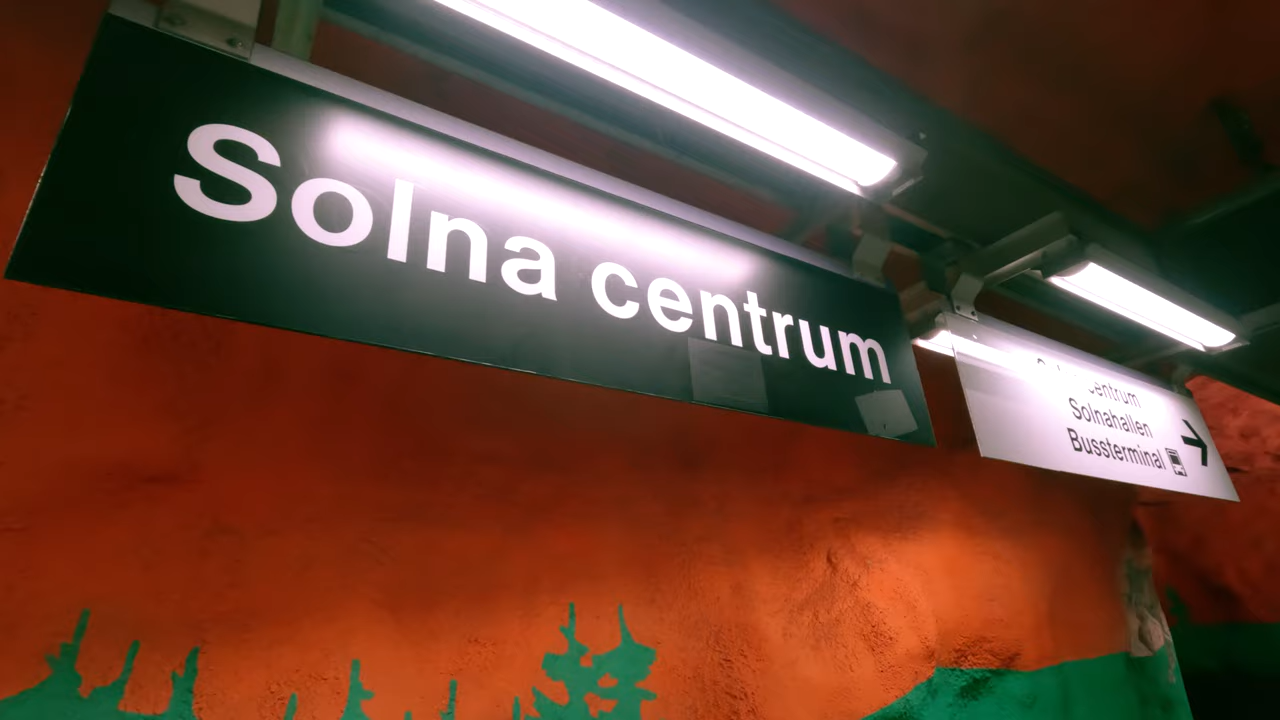 Solna centrum
centrum
Solnahallen
Bussterminal